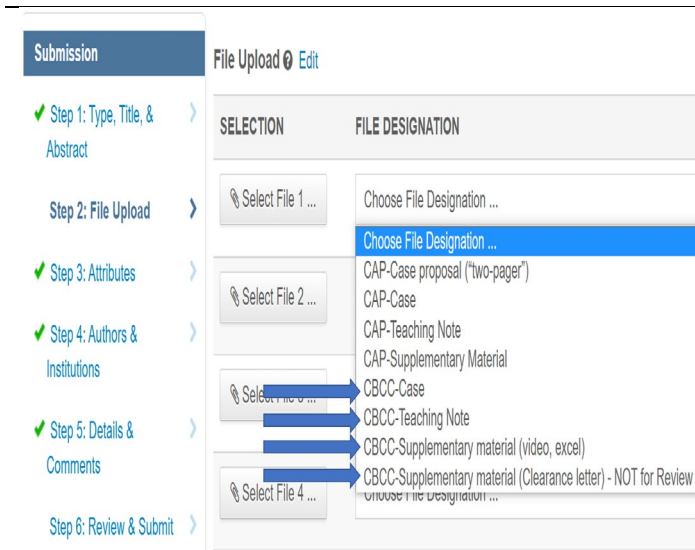 Submission
File Upload Edit
Step 1: Type, Title, &
Abstract
Step 2: File Upload
Step 3: Attributes
Step 4: Authors &
Institutions
Step 5: Details &
Comments
Step 6: Review & Submit
SELECTION FILE DESIGNATION
Select File 1 ... Choose File Designation ...
Choose File Designation ...
CAP-Case proposal (“two-pager”)
CAP-Case
Select File 2 ...
CAP-Teaching Note
CAP-Supplementary Material
CBCC-Case
CBCC-Teaching Note
CBCC-Supplementary material (video, excel)
CBCC-Supplementary material (Clearance letter) - NOT for Review
Select File 4 ... Choose File Designation ...